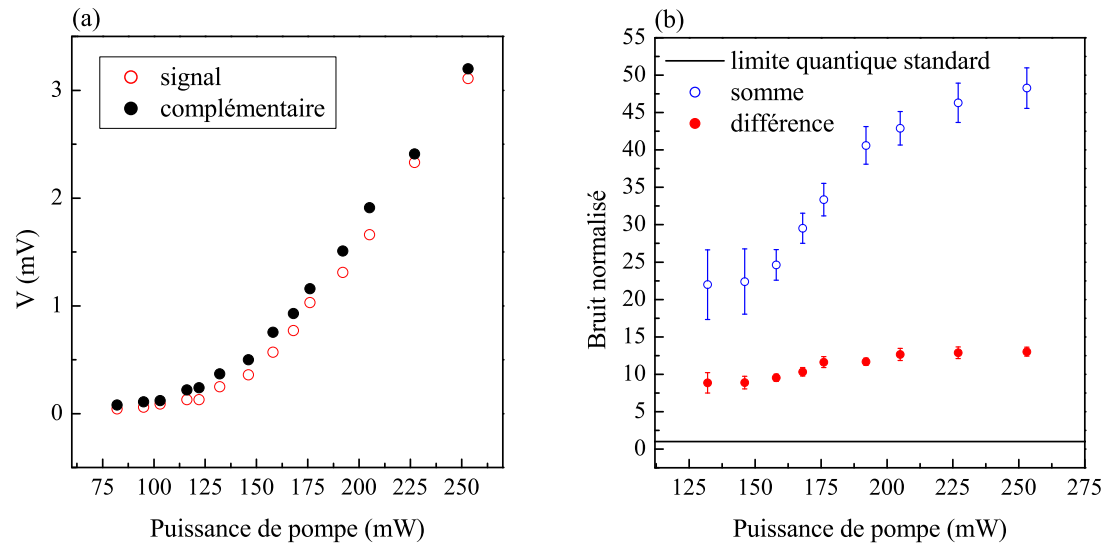 (a)
signal
complémentaire
V (mV)
3
2
1
0
75 100 125 150 175 200 225 250
Puissance de pompe (mW)
(b)
limite quantique standard
somme
différence
Bruit normalisé
55
50
45
40
35
30
25
20
15
10
5
0
125 150 175 200 225 250 275
Puissance de pompe (mW)